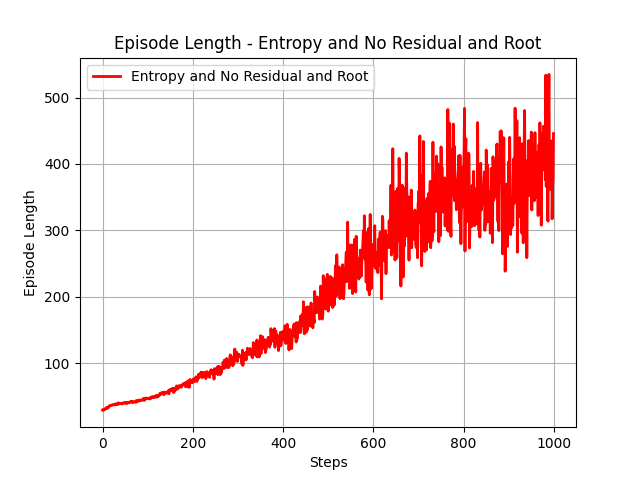 Episode Length - Entropy and No Residual and Root
Entropy and No Residual and Root
500
400
300
200
100
Episode Length
0 200 400 600 800 1000
Steps